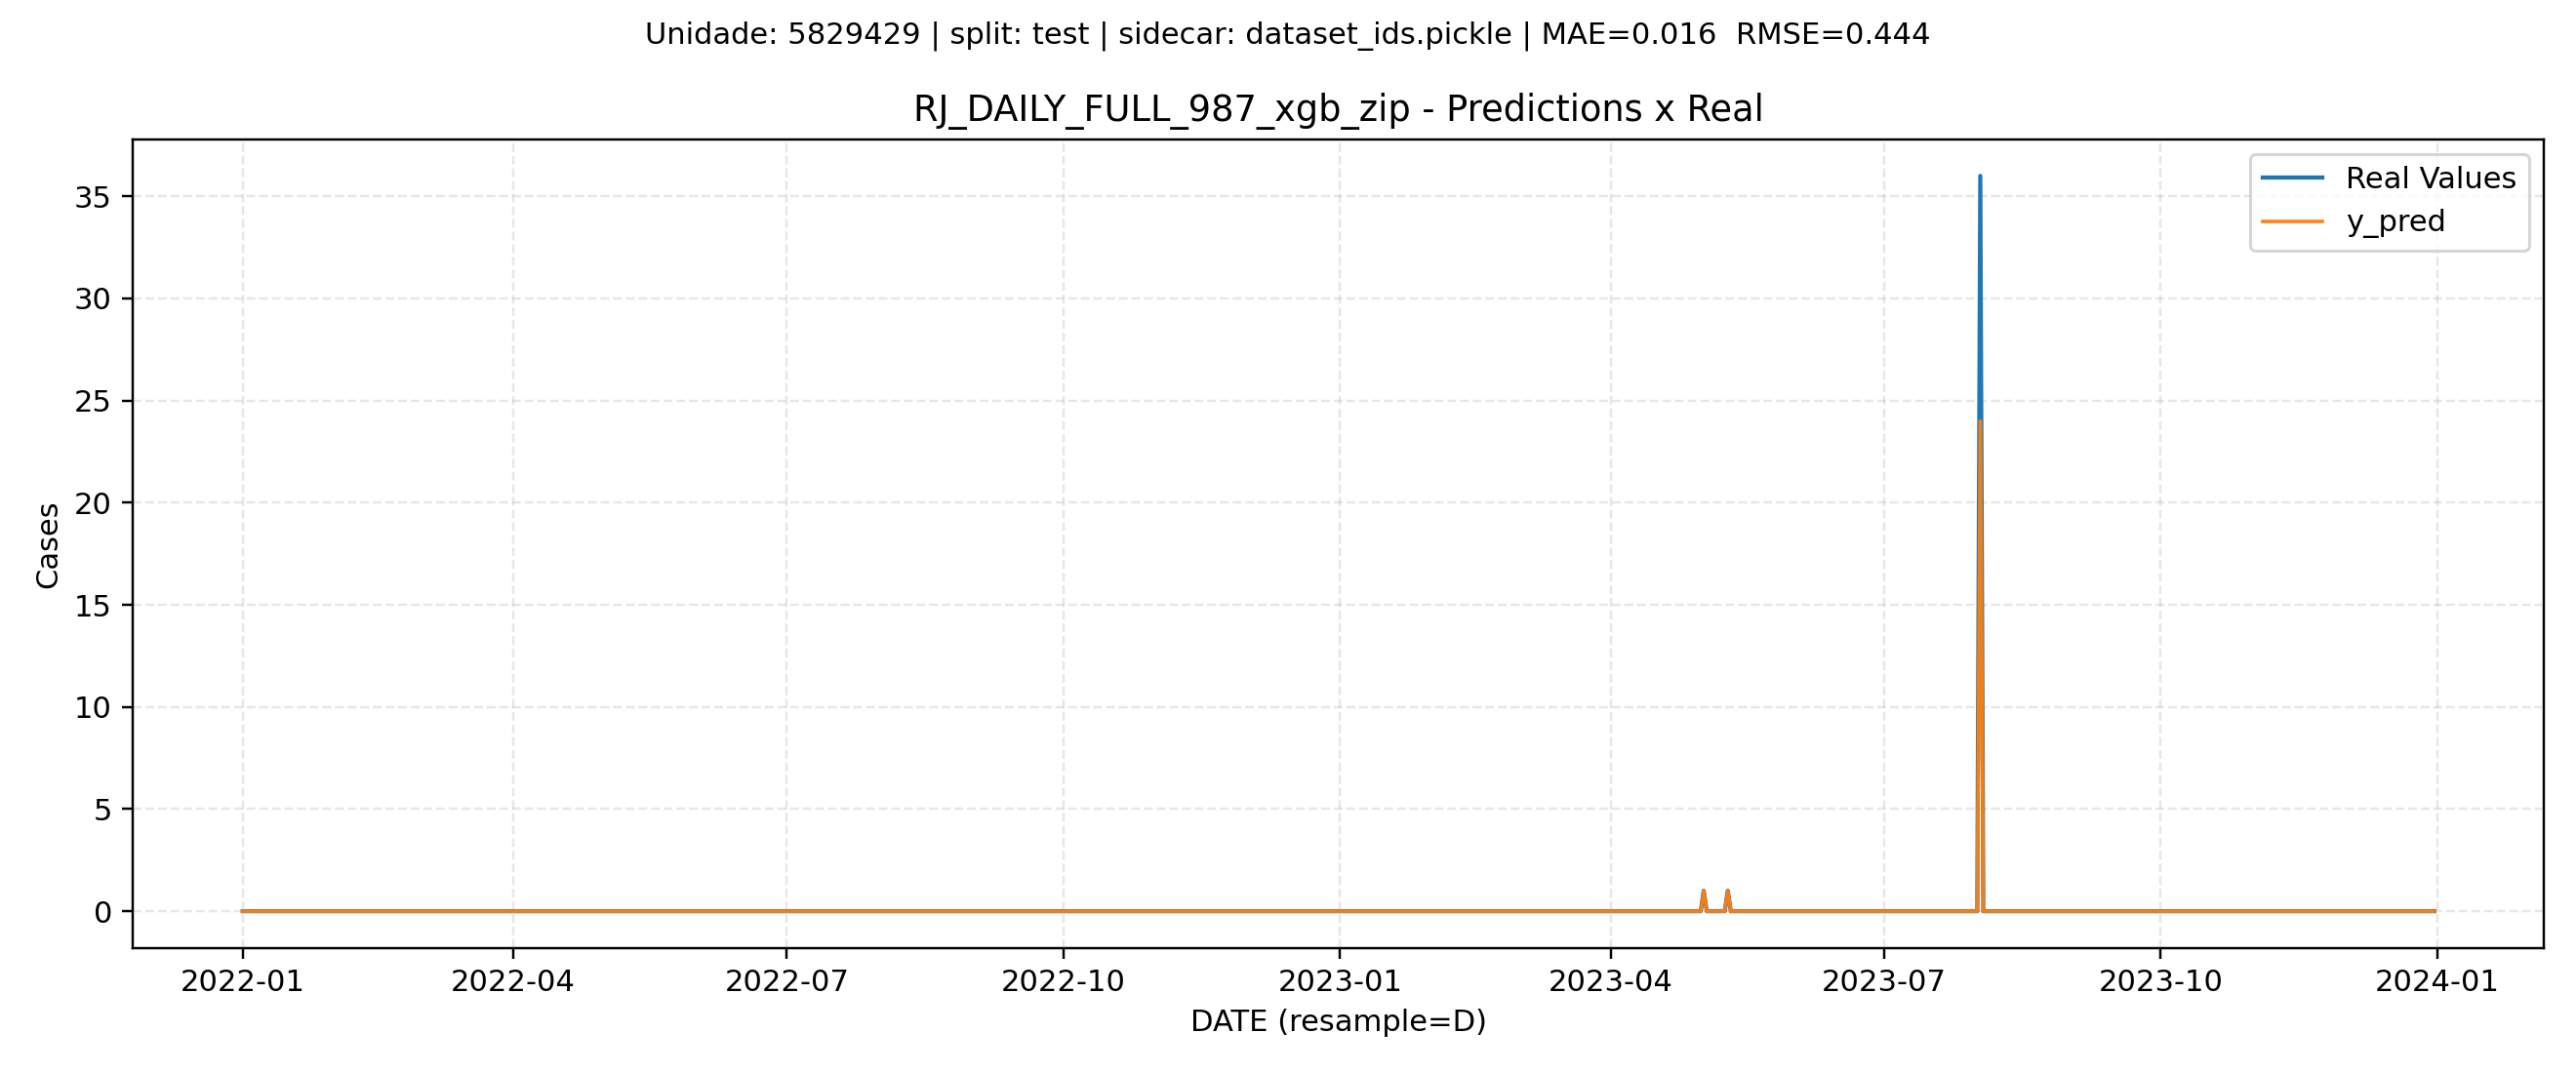 Unidade: 5829429 | split: test | sidecar: dataset_ids.pickle | MAE=0.016  RMSE=0.444
RJ_DAILY_FULL_987_xgb_zip - Predictions x Real
Real Values
y_pred
Cases
35
30
25
20
15
10
5
0
2022-01
2022-04
2022-07
2022-10
2023-01
2023-04
2023-07
2023-10
2024-01
DATE (resample=D)